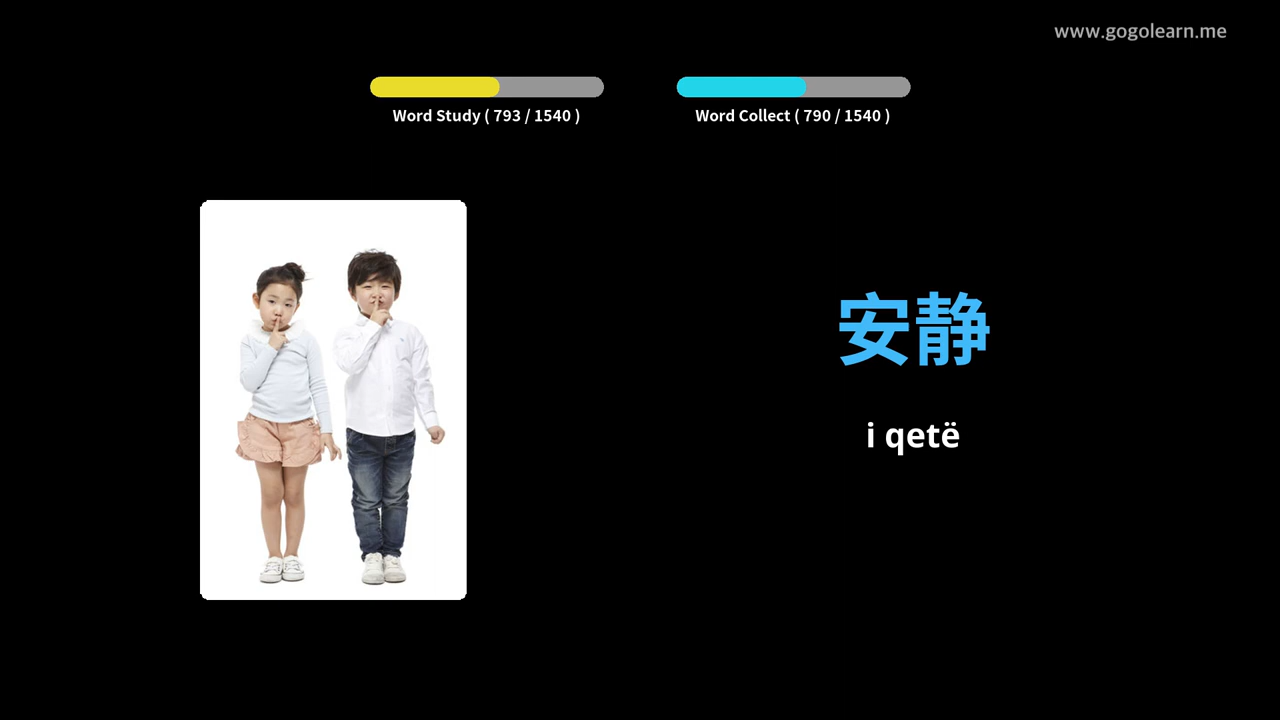 www.gogolearn.me
Word Study ( 793 / 1540 )
Word Collect ( 790 / 1540 )
安静
i qetë